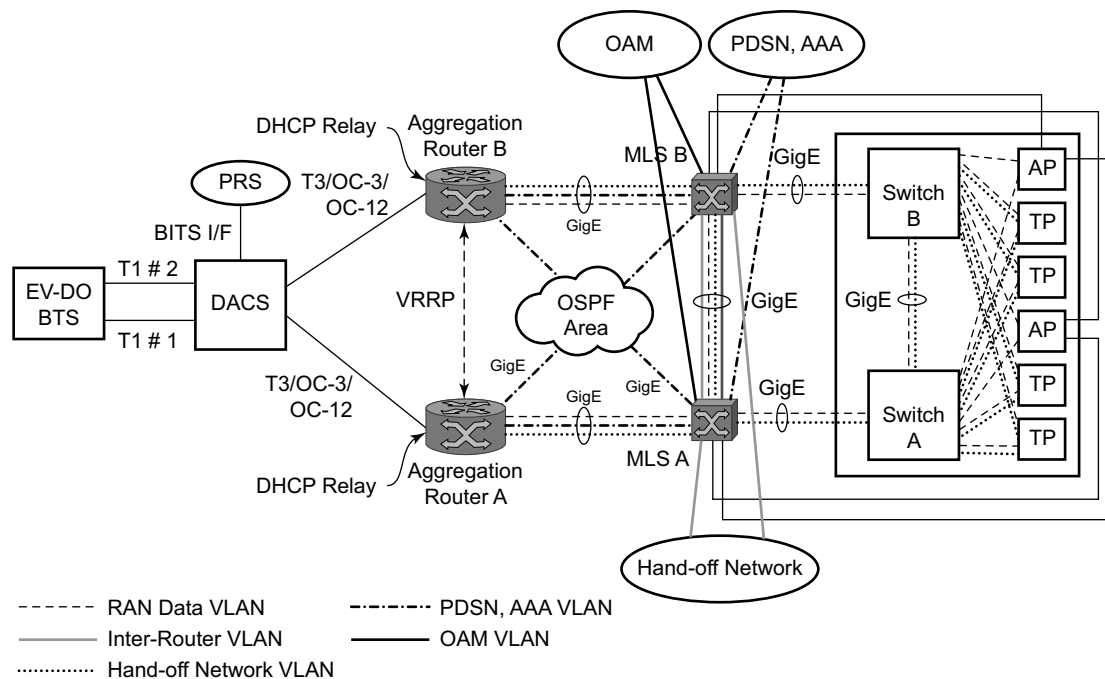 OAM
PDSN, AAA
DHCP Relay
Aggregation
Router B
MLS B
GigE
PRS
T3/OC-3/
OC-12
GigE
Switch
B
AP
TP
TP
AP
TP
TP
BITS I/F
T1 # 2
EV-DO
BTS
DACS
VRRP
OSPF
Area
GigE
GigE
T1 # 1
GigE
GigE
T3/OC-3/
OC-12
GigE
GigE
Switch
A
MLS A
DHCP Relay
Aggregation
Router A
Hand-off Network
RAN Data VLAN
PDSN, AAA VLAN
Inter-Router VLAN
OAM VLAN
Hand-off Network VLAN